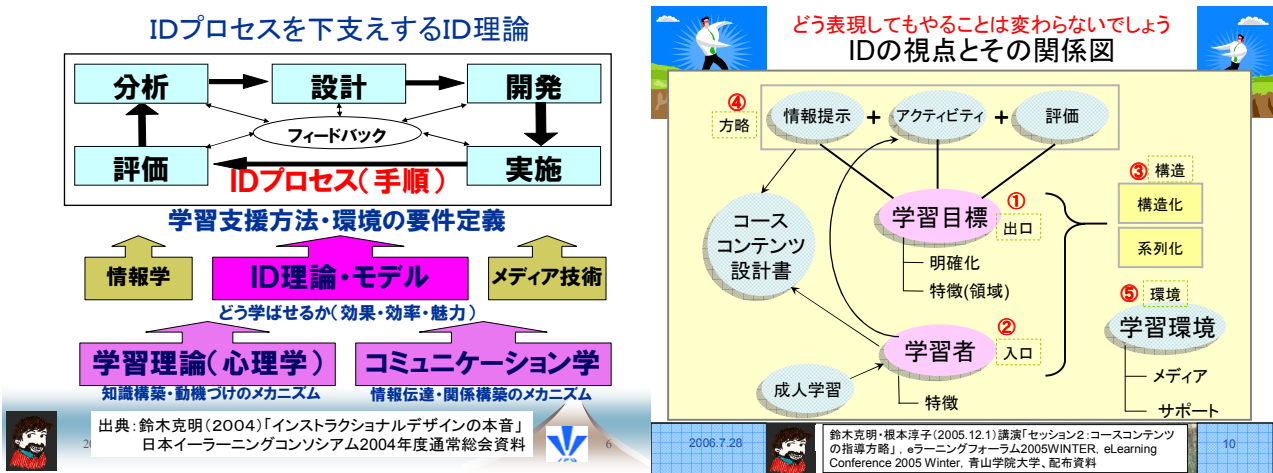 IDプロセスを下支えするID理論
分析
設計
開発
フィードバック
評価
実施
IDプロセス(手順)
学習支援方法・環境の要件定義
情報学
ID理論・モデル
メディア技術
どう学ばせるか(効果・効率・魅力)
学習理論(心理学)
コミュニケーション学
知識構築・動機づけのメカニズム
情報伝達・関係構築のメカニズム
出典:鈴木克明(2004)「インストラクショナルデザインの本音」
日本イーラーニングコンソシアム2004年度通常総会資料
6
どう表現してもやることは変わらないでしょう
IDの視点とその関係図
④
方略
情報提示
+
アクティビティ
+
評価
③ 構造
構造化
系列化
コース
コンテンツ
設計書
①
学習目標
出口
明確化
特徴(領域)
⑤ 環境
学習環境
メディア
サポート
②
学習者
入口
成人学習
特徴
2006.7.28
鈴木克明・根本淳子(2005.12.1)講演「セッション2:コースコンテンツ
の指導方略」, eラーニングフォーラム2005WINTER, eLearning
Conference 2005 Winter, 青山学院大学、配布資料
10